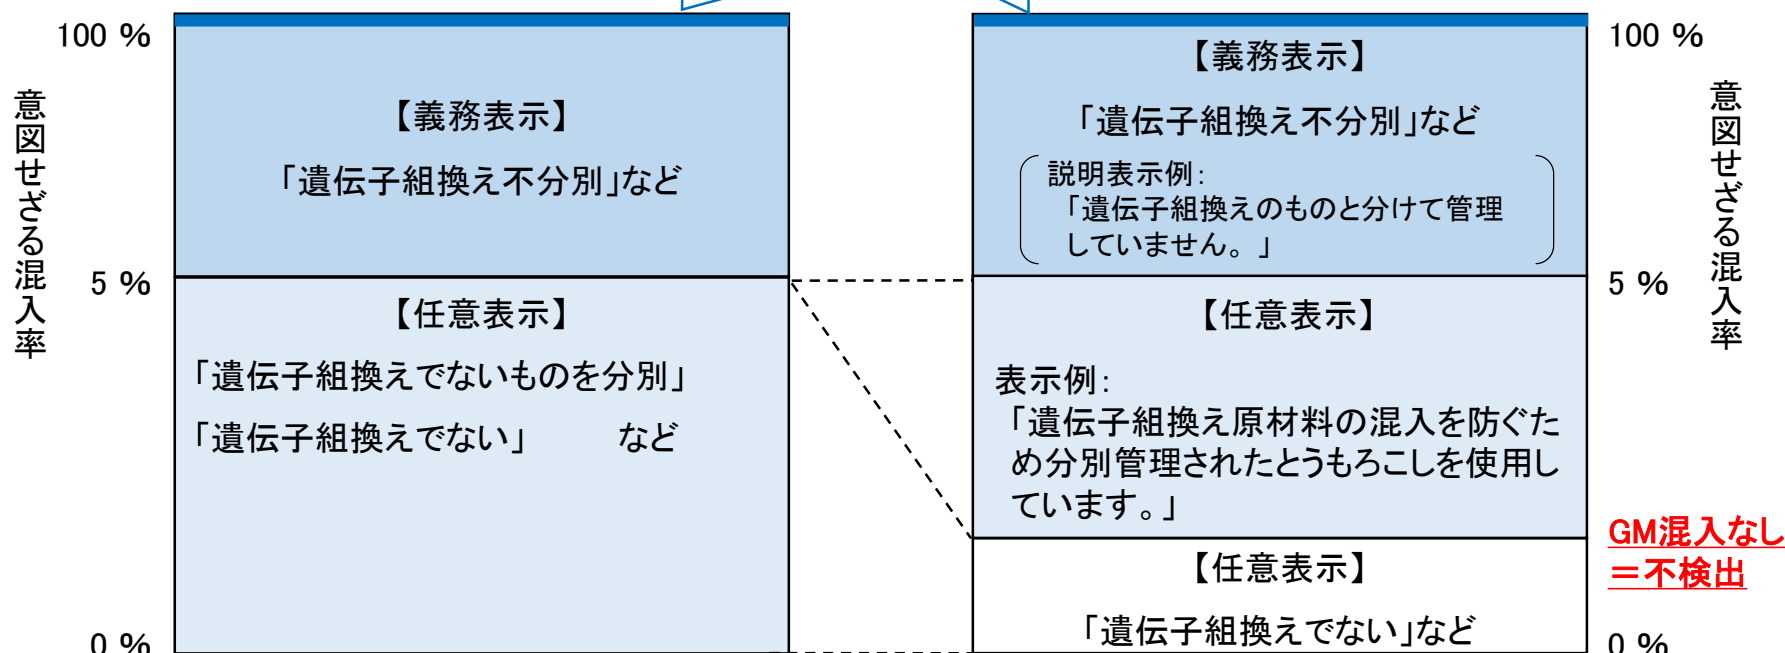 100 %
意図せざる混入率
【義務表示】
「遺伝子組換え不分別」など
5 %
【任意表示】
「遺伝子組換えでないものを分別」
「遺伝子組換えでない」 など
0 %
【義務表示】
「遺伝子組換え不分別」など
説明表示例：
「遺伝子組換えのものと分けて管理
していません。」
【任意表示】
表示例：
「遺伝子組換え原材料の混入を防ぐた
め分別管理されたとうもろこしを使用し
ています。」
【任意表示】
「遺伝子組換えでない」など
100 %
意図せざる混入率
5 %
GM混入なし
＝不検出
0 %